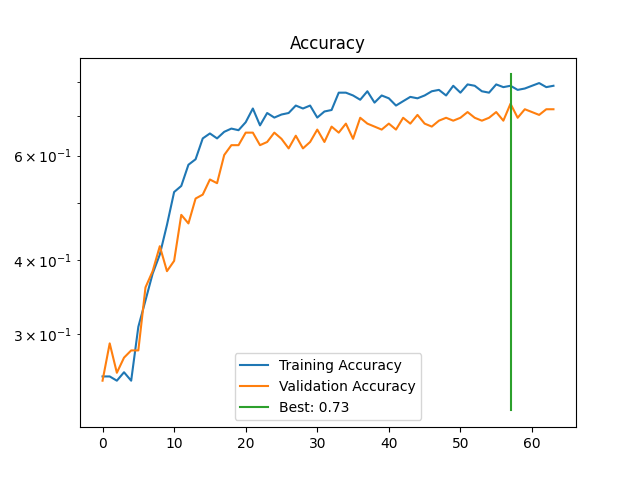 Accuracy
6 × 10⁻¹
4 × 10⁻¹
3 × 10⁻¹
Training Accuracy
Validation Accuracy
Best: 0.73
0 10 20 30 40 50 60